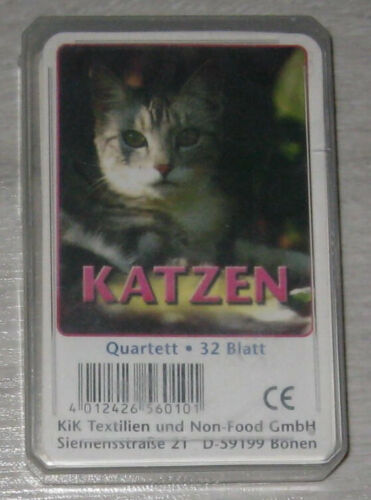 KATZEN
Quartett • 32 Blatt
4 012426 560101
CE
KiK Textilien und Non-Food GmbH
Siemensstraße 21 D-59199 Bönen